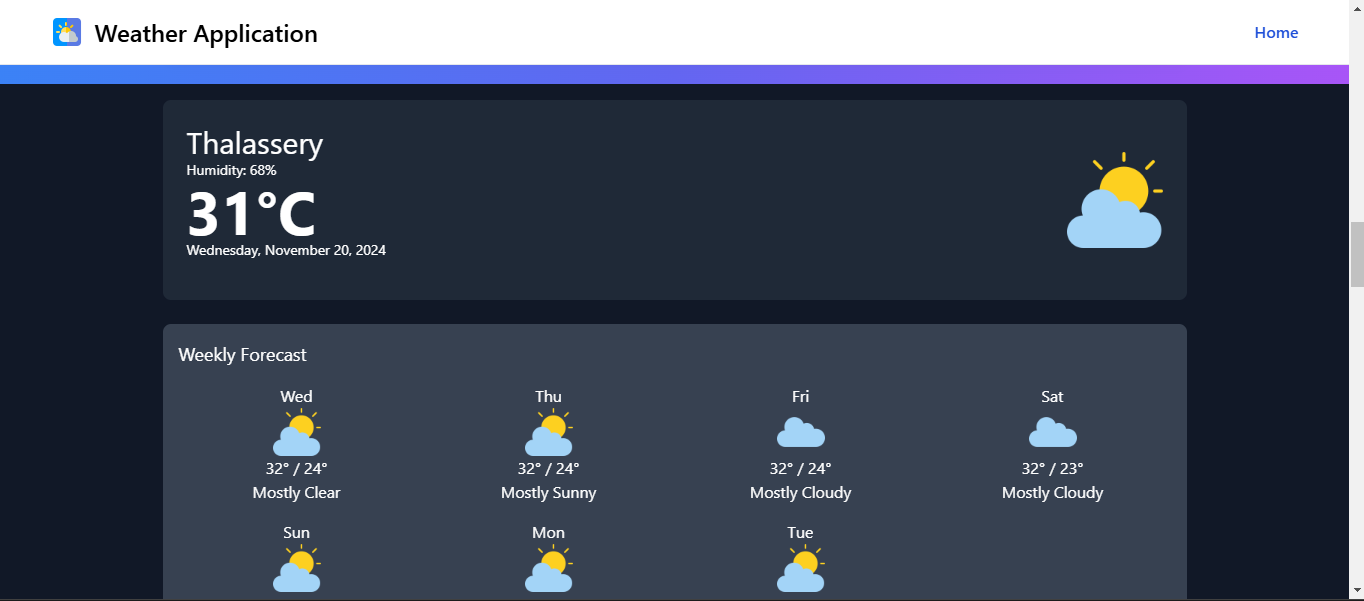 Weather Application
Home
Thalassery
Humidity: 68%
31°C
Wednesday, November 20, 2024
Weekly Forecast
Wed Thu Fri Sat
32° / 24° 32° / 24° 32° / 24° 32° / 23°
Mostly Clear Mostly Sunny Mostly Cloudy Mostly Cloudy
Sun Mon Tue